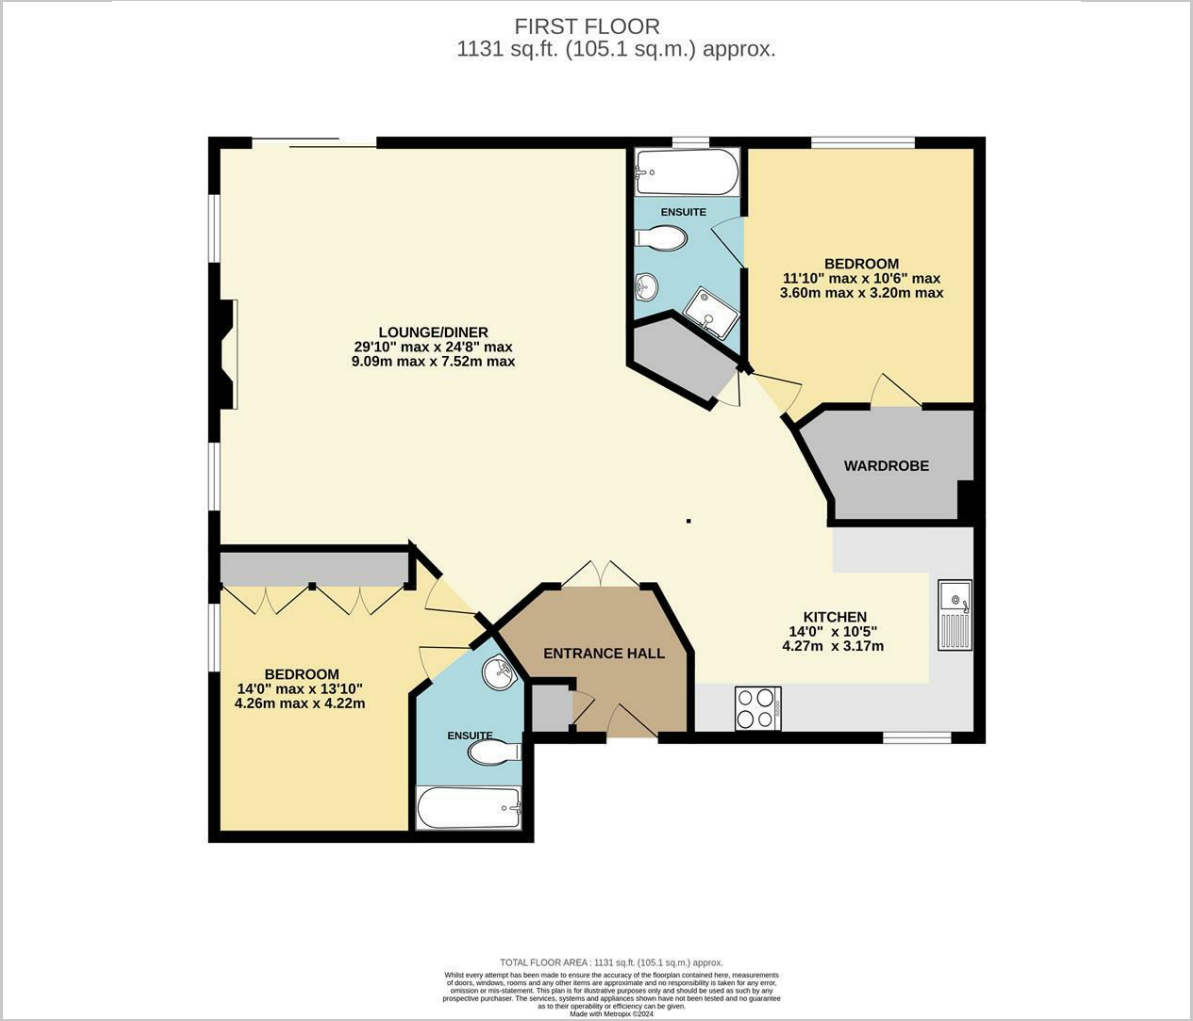 FIRST FLOOR
1131 sq.ft. (105.1 sq.m.) approx.
ENSUITE
BEDROOM
11'10" max x 10'6" max
3.60m max x 3.20m max
LOUNGE/DINER
29'10" max x 24'8" max
9.09m max x 7.52m max
WARDROBE
KITCHEN
14'0" x 10'5"
4.27m x 3.17m
ENTRANCE HALL
BEDROOM
14'0" max x 13'10"
4.26m max x 4.22m
ENSUITE
TOTAL FLOOR AREA : 1131 sq.ft. (105.1 sq.m.) approx.
Whilst every attempt has been made to ensure the accuracy of the floorplan contained here, measurements
of doors, windows, rooms and any other items are approximate and no responsibility is taken for any error,
omission or mis-statement. This plan is for illustrative purposes only and should be used as such by any
prospective purchaser. The services, systems and appliances shown have not been tested and no guarantee
as to their operability or efficiency can be given.
Made with Metropix ©2024